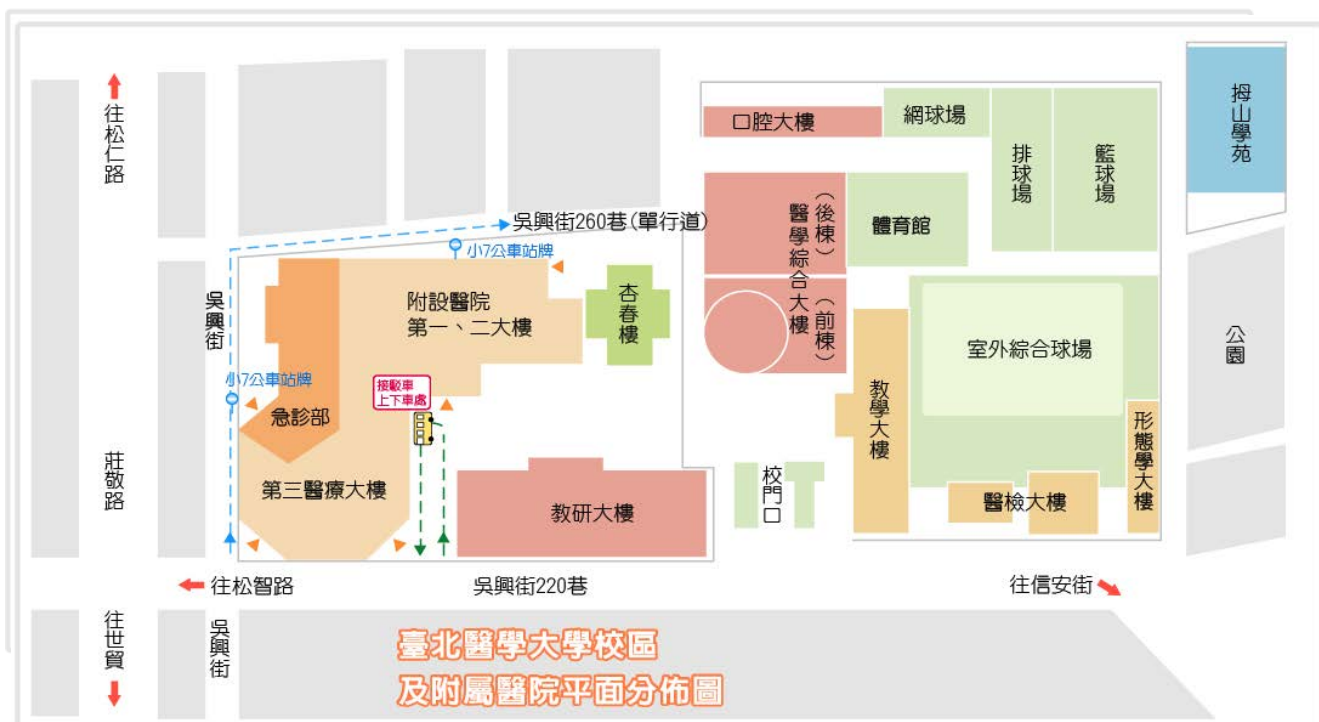 往松仁路
口腔大樓
網球場
排球場
籃球場
拇山學苑
吳興街260巷(單行道)
小7公車站牌
醫學綜合大樓
(後棟)
(前棟)
體育館
吳興街
附設醫院
第一、二大樓
杏春樓
室外綜合球場
公園
小7公車站牌
接駁車
上下車處
急診部
教學大樓
形態學大樓
莊敬路
第三醫療大樓
教研大樓
校門口
醫檢大樓
往松智路
吳興街220巷
往信安街
往世貿
吳興街
臺北醫學大學校區
及附屬醫院平面分佈圖